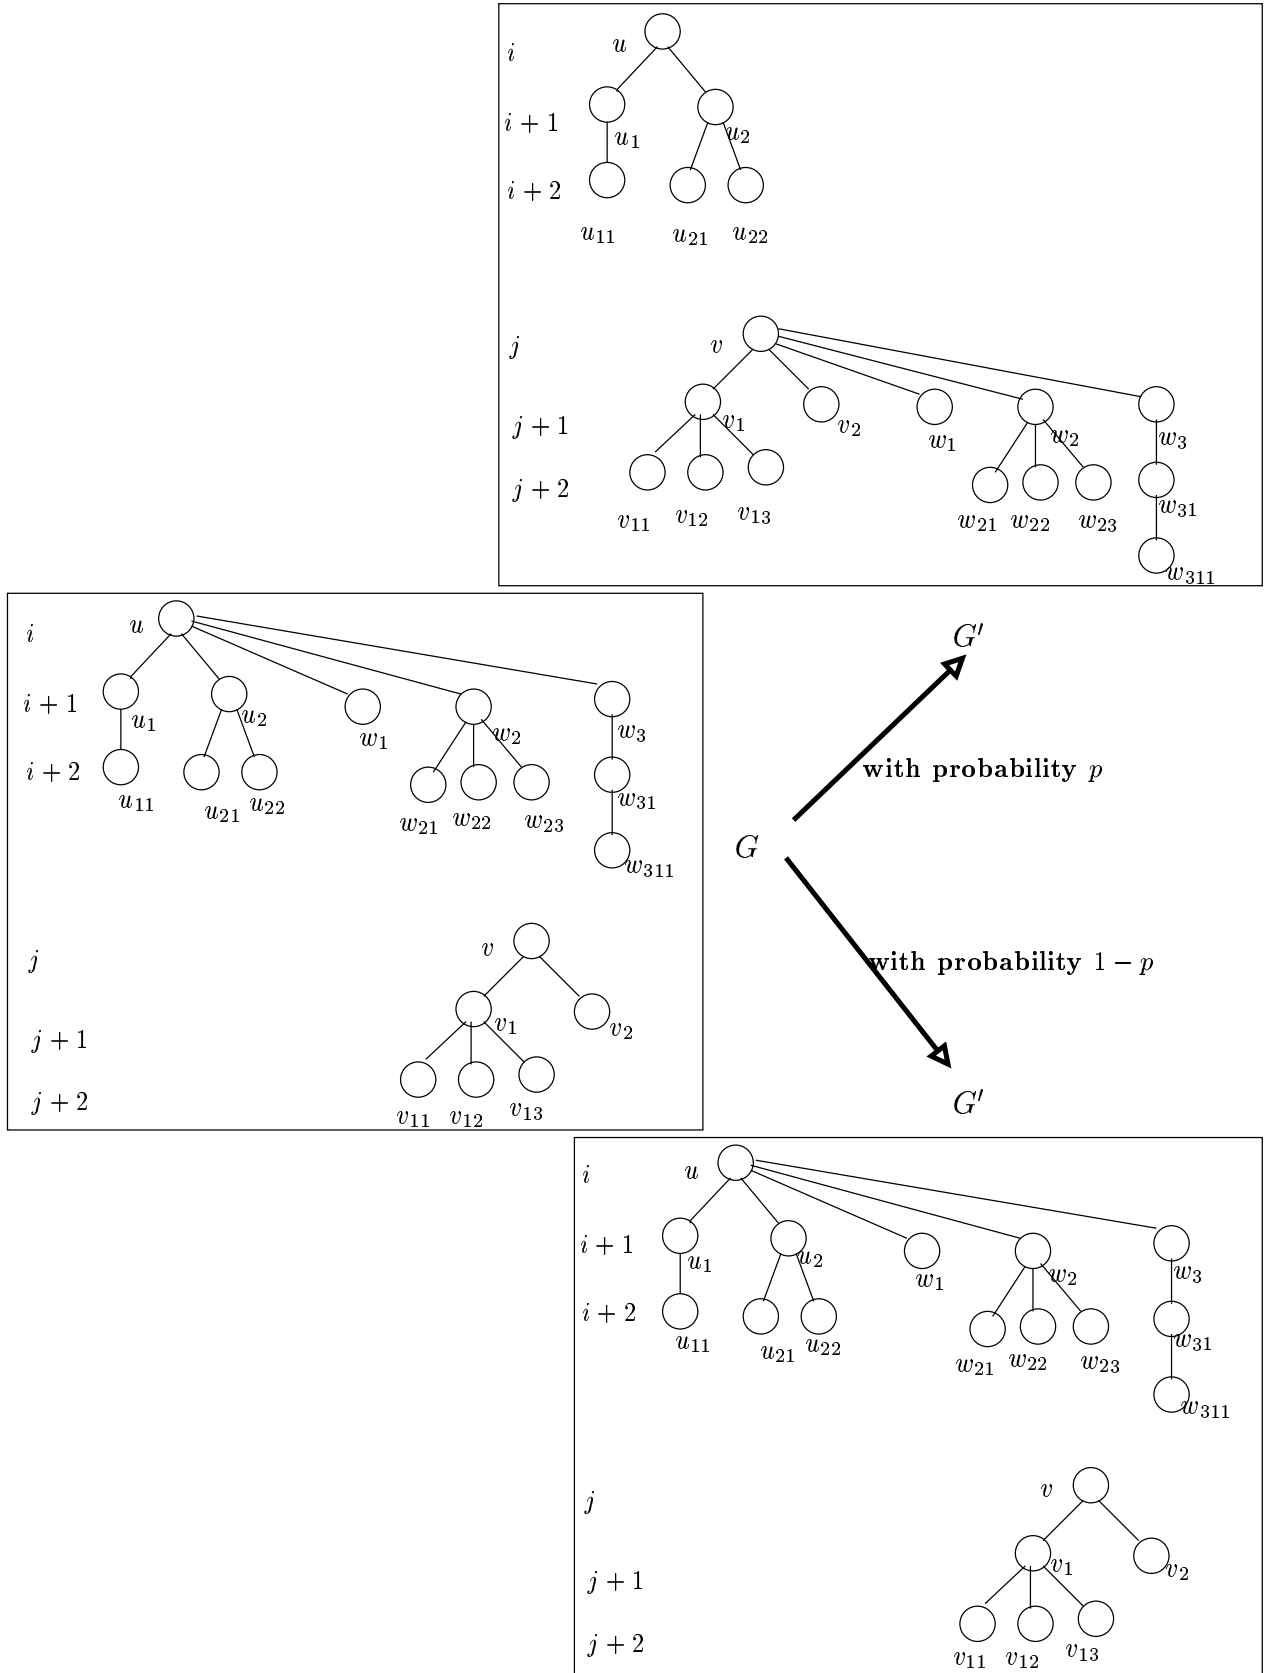 i u
i + 1 u₁ u₂
i + 2
u₁₁ u₂₁ u₂₂
j v
j + 1 v₁ v₂ w₁ w₂ w₃
j + 2
v₁₁ v₁₂ v₁₃ w₂₁ w₂₂ w₂₃ w₃₁
w₃₁₁
i u
i + 1 u₁ u₂ w₁ w₂ w₃
i + 2
u₁₁ u₂₁ u₂₂ w₂₁ w₂₂ w₂₃ w₃₁
w₃₁₁
j v
j + 1 v₁ v₂
j + 2
v₁₁ v₁₂ v₁₃
G′
with probability p
G
with probability 1 − p
G′
i u
i + 1 u₁ u₂ w₁ w₂ w₃
i + 2
u₁₁ u₂₁ u₂₂ w₂₁ w₂₂ w₂₃ w₃₁
w₃₁₁
j v
j + 1 v₁ v₂
j + 2
v₁₁ v₁₂ v₁₃